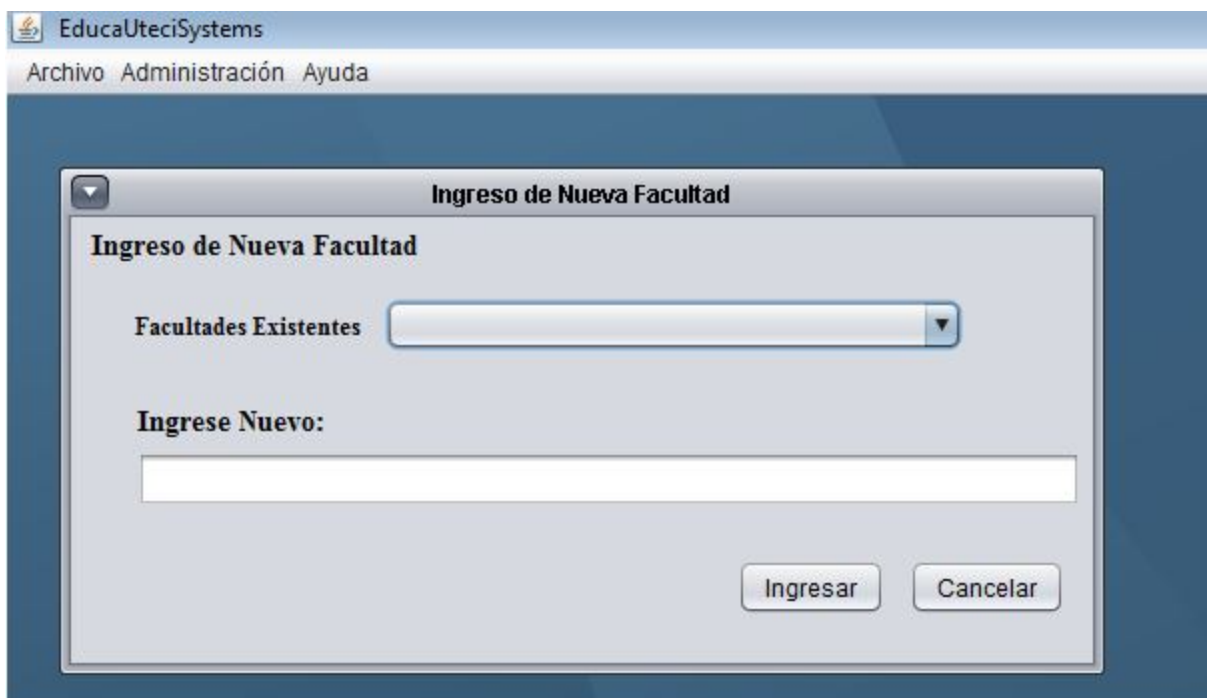 EducaUteciSystems
Archivo Administración Ayuda
Ingreso de Nueva Facultad
Ingreso de Nueva Facultad
Facultades Existentes
Ingrese Nuevo:
Ingresar Cancelar